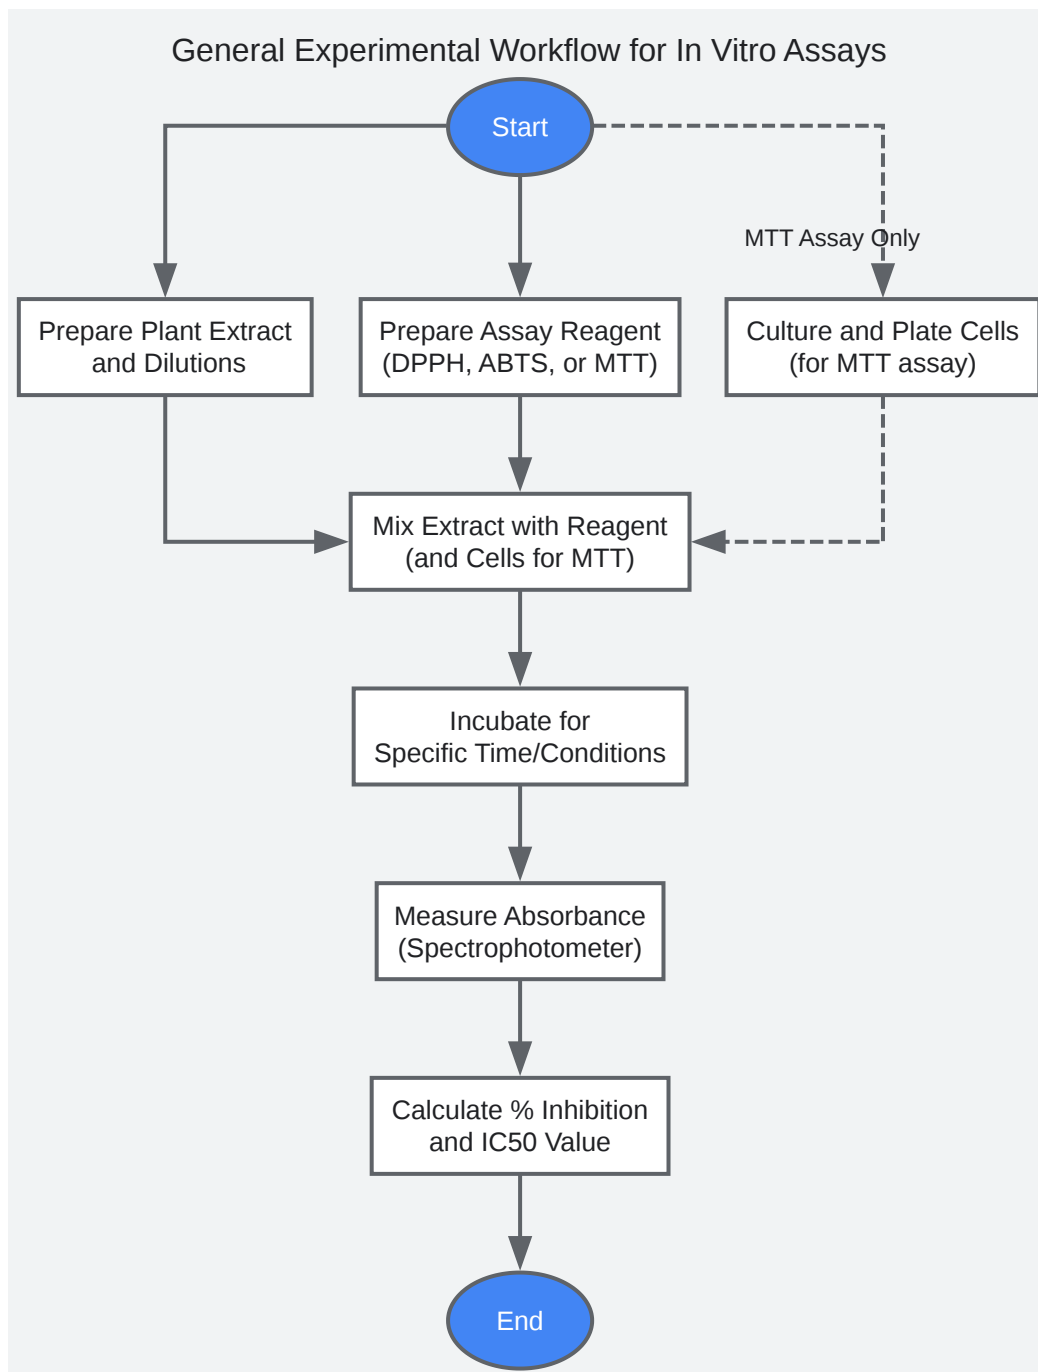 General Experimental Workflow for In Vitro Assays
Start
MTT Assay Only
Prepare Plant Extract
and Dilutions
Prepare Assay Reagent
(DPPH, ABTS, or MTT)
Culture and Plate Cells
(for MTT assay)
Mix Extract with Reagent
(and Cells for MTT)
Incubate for
Specific Time/Conditions
Measure Absorbance
(Spectrophotometer)
Calculate % Inhibition
and IC50 Value
End